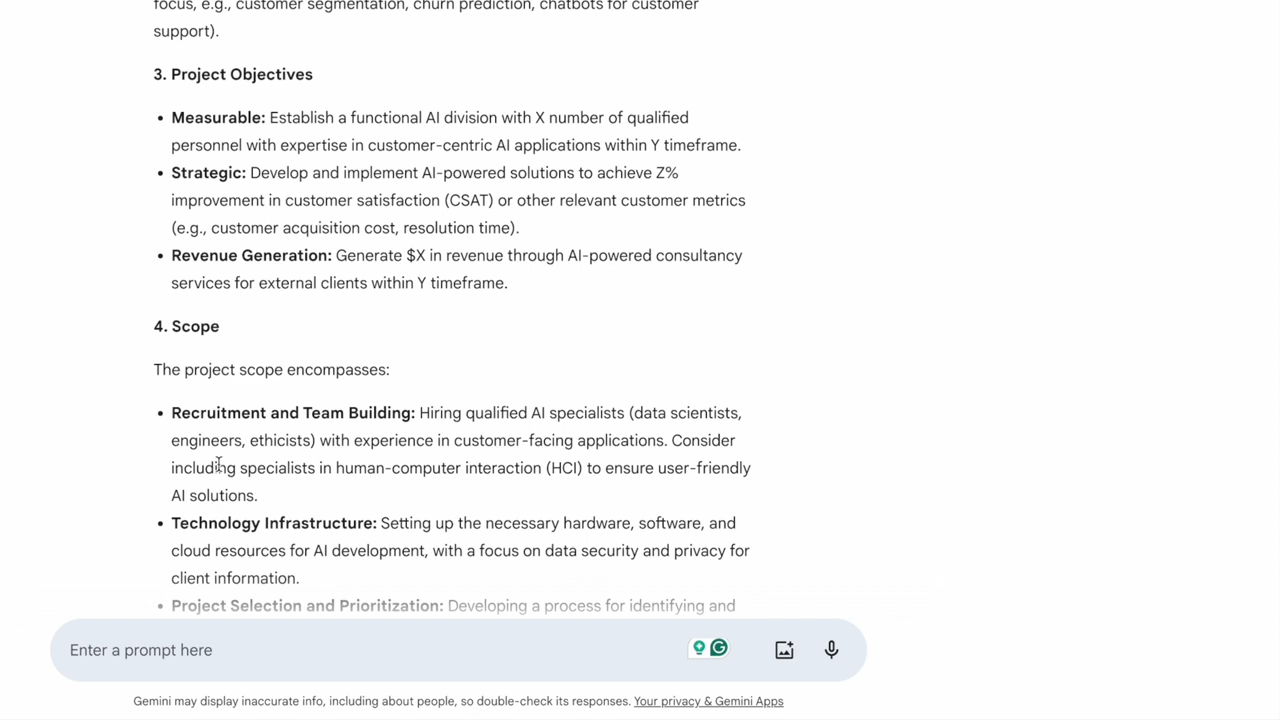 focus, e.g., customer segmentation, churn prediction, chatbots for customer
support).
3. Project Objectives
• Measurable: Establish a functional AI division with X number of qualified
personnel with expertise in customer-centric AI applications within Y timeframe.
• Strategic: Develop and implement AI-powered solutions to achieve Z%
improvement in customer satisfaction (CSAT) or other relevant customer metrics
(e.g., customer acquisition cost, resolution time).
• Revenue Generation: Generate $X in revenue through AI-powered consultancy
services for external clients within Y timeframe.
4. Scope
The project scope encompasses:
• Recruitment and Team Building: Hiring qualified AI specialists (data scientists,
engineers, ethicists) with experience in customer-facing applications. Consider
including specialists in human-computer interaction (HCI) to ensure user-friendly
AI solutions.
• Technology Infrastructure: Setting up the necessary hardware, software, and
cloud resources for AI development, with a focus on data security and privacy for
client information.
• Project Selection and Prioritization: Developing a process for identifying and
Enter a prompt here
Gemini may display inaccurate info, including about people, so double-check its responses. Your privacy & Gemini Apps